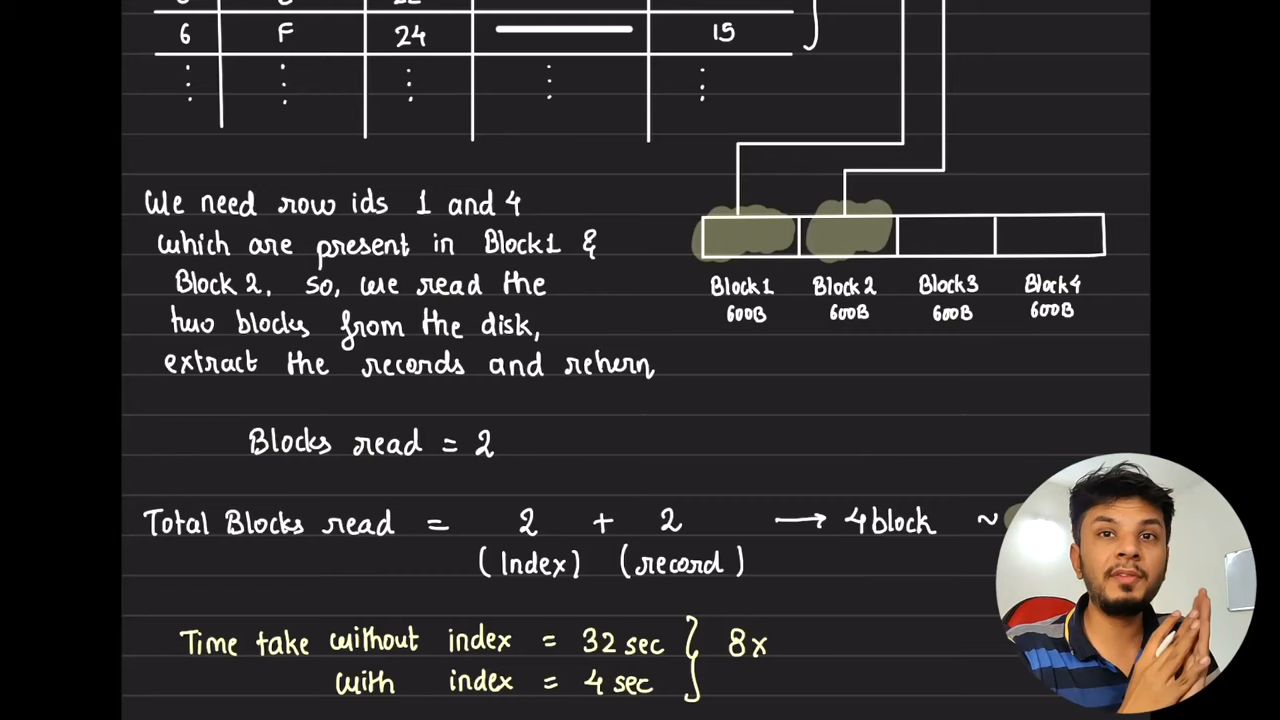 6 F 24 15
We need row ids 1 and 4
which are present in Block1 &
Block 2. So, we read the
two blocks from the disk,
extract the records and return
Block1 Block2 Block3 Block4
600B 600B 600B 600B
Blocks read = 2
Total Blocks read = 2 + 2 → 4 block ~
(Index) (record)
Time take without index = 32 sec } 8x
with index = 4 sec